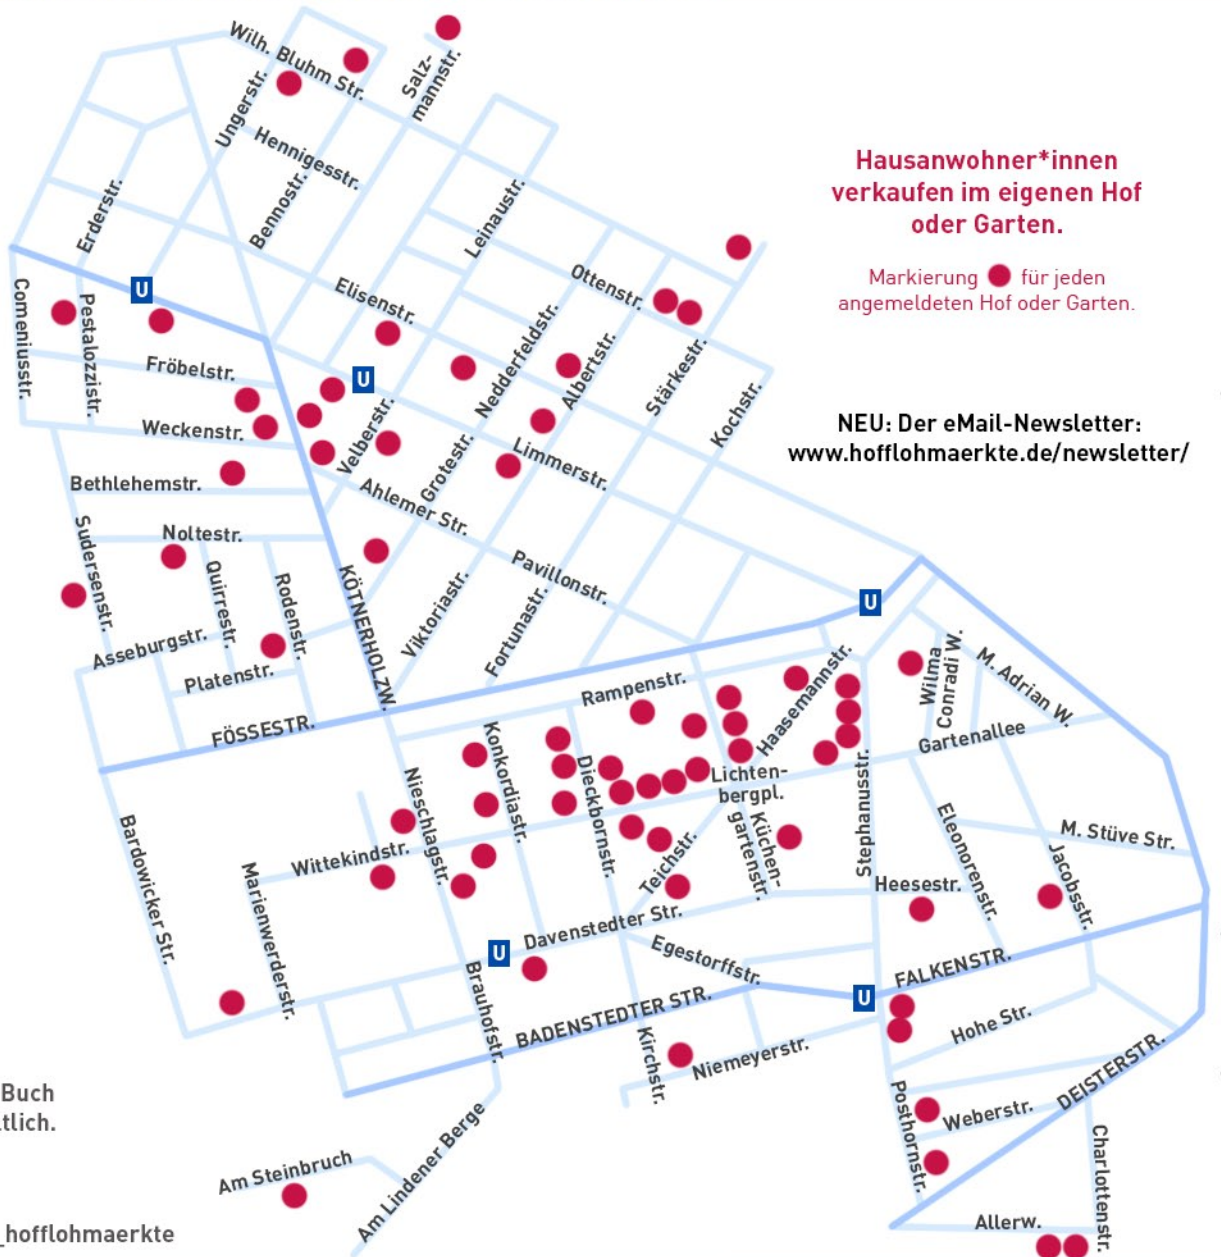 Wilh. Bluhm Str.
Salz-
mannstr.
Ungerstr.
Hennigesstr.
Bennostr.
Erderstr.
Leinaustr.
Hausanwohner*innen
verkaufen im eigenen Hof
oder Garten.
Markierung für jeden
angemeldeten Hof oder Garten.
Ottenstr.
Elisenstr.
U
Comeniusstr.
Pestalozzistr.
Fröbelstr.
U
Nedderfeldstr.
Albertstr.
Stärkestr.
Kochstr.
NEU: Der eMail-Newsletter:
www.hofflohmaerkte.de/newsletter/
Weckenstr.
Velberstr.
Grotestr.
Limmerstr.
Bethlehemstr.
Ahlemer Str.
Noltestr.
Sudersenstr.
Quirrestr.
Rodenstr.
KÖTNERHOLZW.
Viktoriastr.
Fortunastr.
Pavillonstr.
U
Asseburgstr.
Platenstr.
FÖSSESTR.
Rampenstr.
Haasemannstr.
Wilma
Conradi W.
M. Adrian W.
Gartenallee
Konkordiastr.
Dieckbornstr.
Lichten-
bergpl.
Nieschlagstr.
Küchen-
gartenstr.
Stephanusstr.
Eleonorenstr.
M. Stüve Str.
Jacobsstr.
Bardowicker Str.
Wittekindstr.
Marienwerderstr.
Teichstr.
Heesestr.
U
Davenstedter Str.
Egestorffstr.
FALKENSTR.
U
Brauhofstr.
BADENSTEDTER STR.
Kirchstr.
Niemeyerstr.
Hohe Str.
DEISTERSTR.
Posthornstr.
Weberstr.
Charlottenstr.
Buch
tlich.
Am Steinbruch
Am Lindener Berge
Allerw.
_hofflohmaerkte